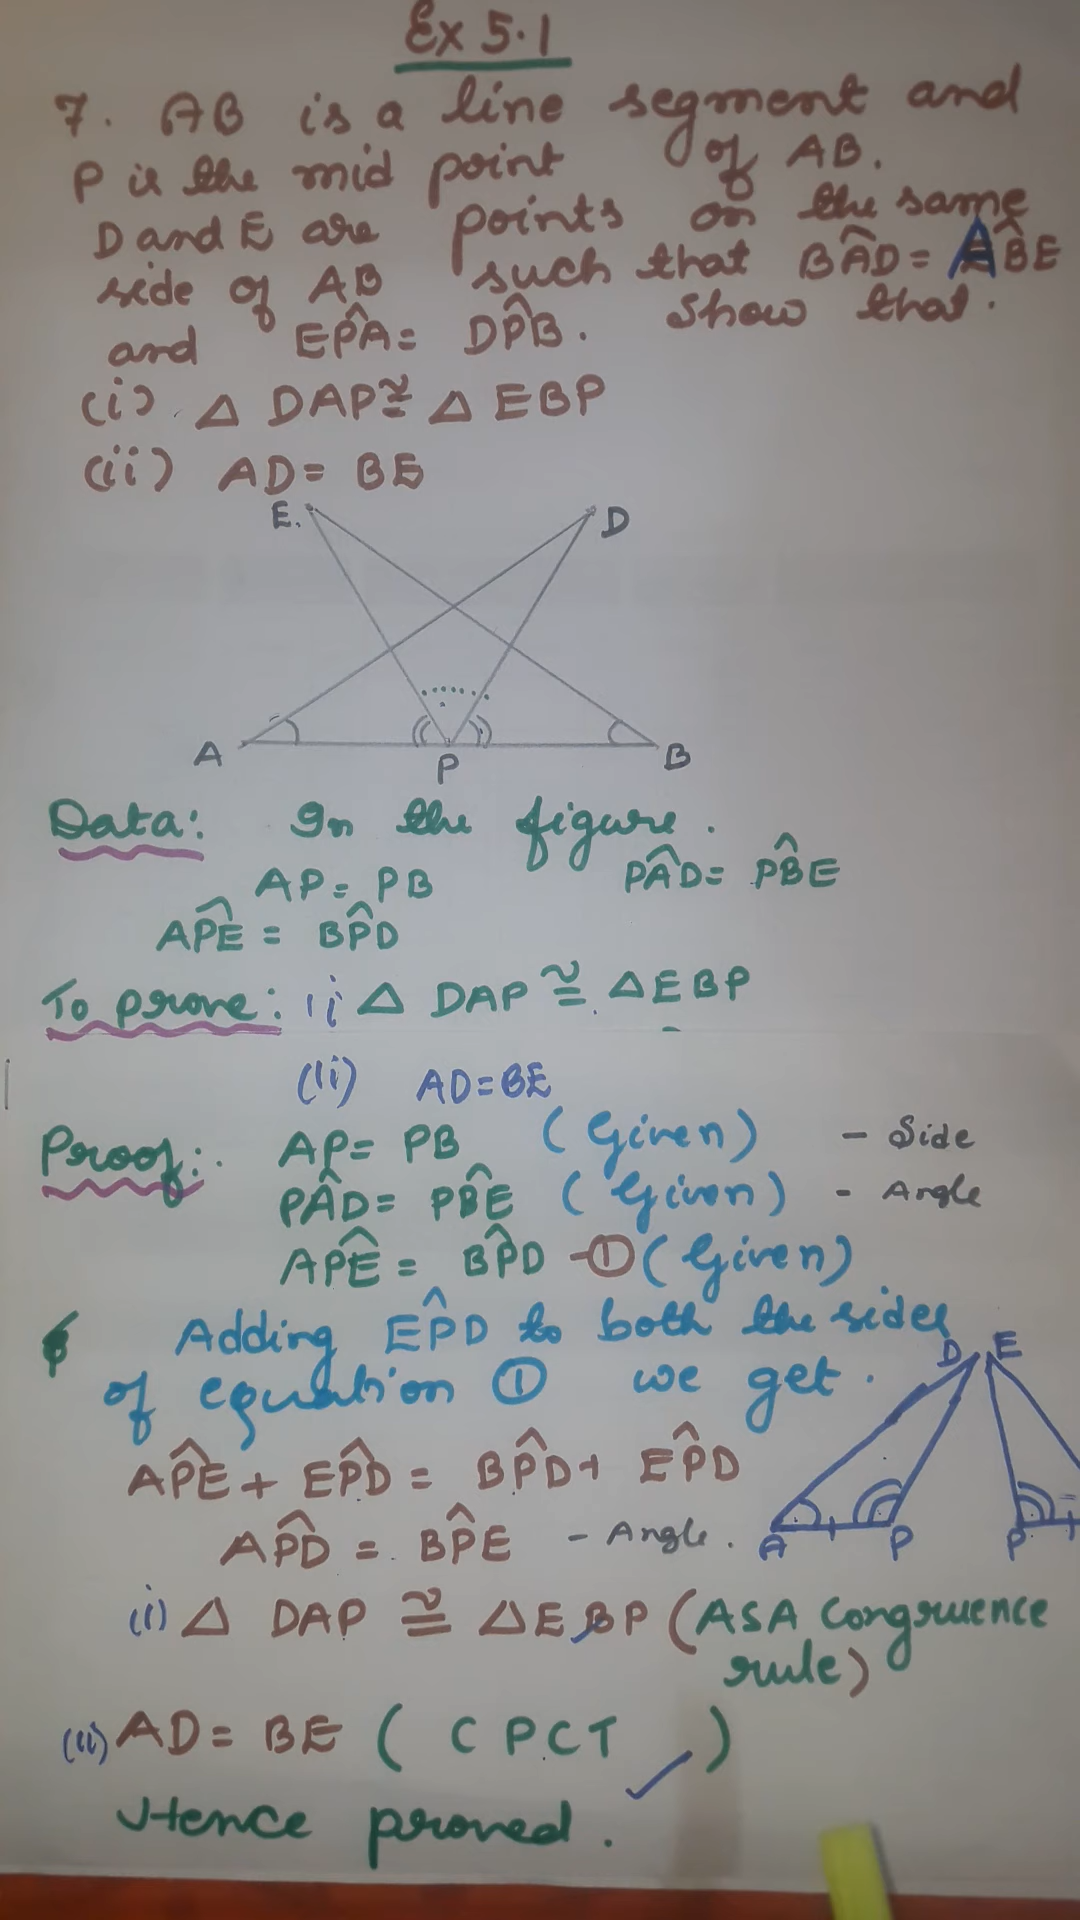 Ex 5.1
7. AB is a line segment and
P is the mid point of AB.
D and E are points on the same
side of AB such that BÂD = AB̂E
and EP̂A = DP̂B. Show that.
(i) △ DAP ≅ △ EBP
(ii) AD = BE
E. D
A P B
Data: In the figure.
AP = PB PÂD = PB̂E
AP̂E = BP̂D
To prove: (i △ DAP ≅ △EBP
(ii) AD = BE
Proof: AP = PB (Given) - Side
PÂD = PB̂E (Given) - Angle
AP̂E = BP̂D - ① (Given)
Adding EP̂D to both the sides
of equation ① we get.
D E
AP̂E + EP̂D = BP̂D + EP̂D
A P P
AP̂D = BP̂E - Angle.
(i) △ DAP ≅ △EBP (ASA Congruence
rule)
(ii) AD = BE ( C P C T )
Hence proved.